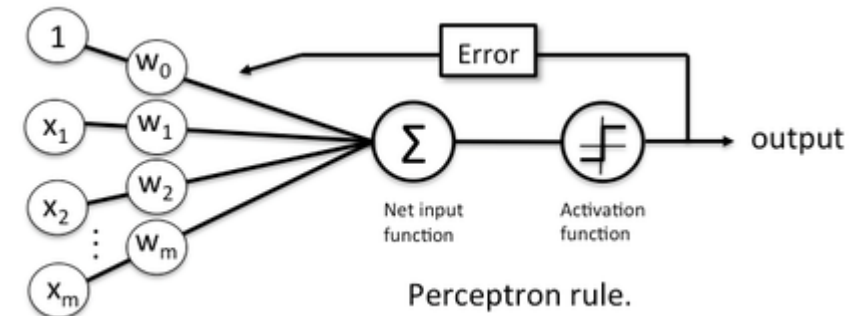 1
w₀
Error
x₁
w₁
Σ
output
x₂
w₂
Net input
function
Activation
function
⋮
wₘ
xₘ
Perceptron rule.